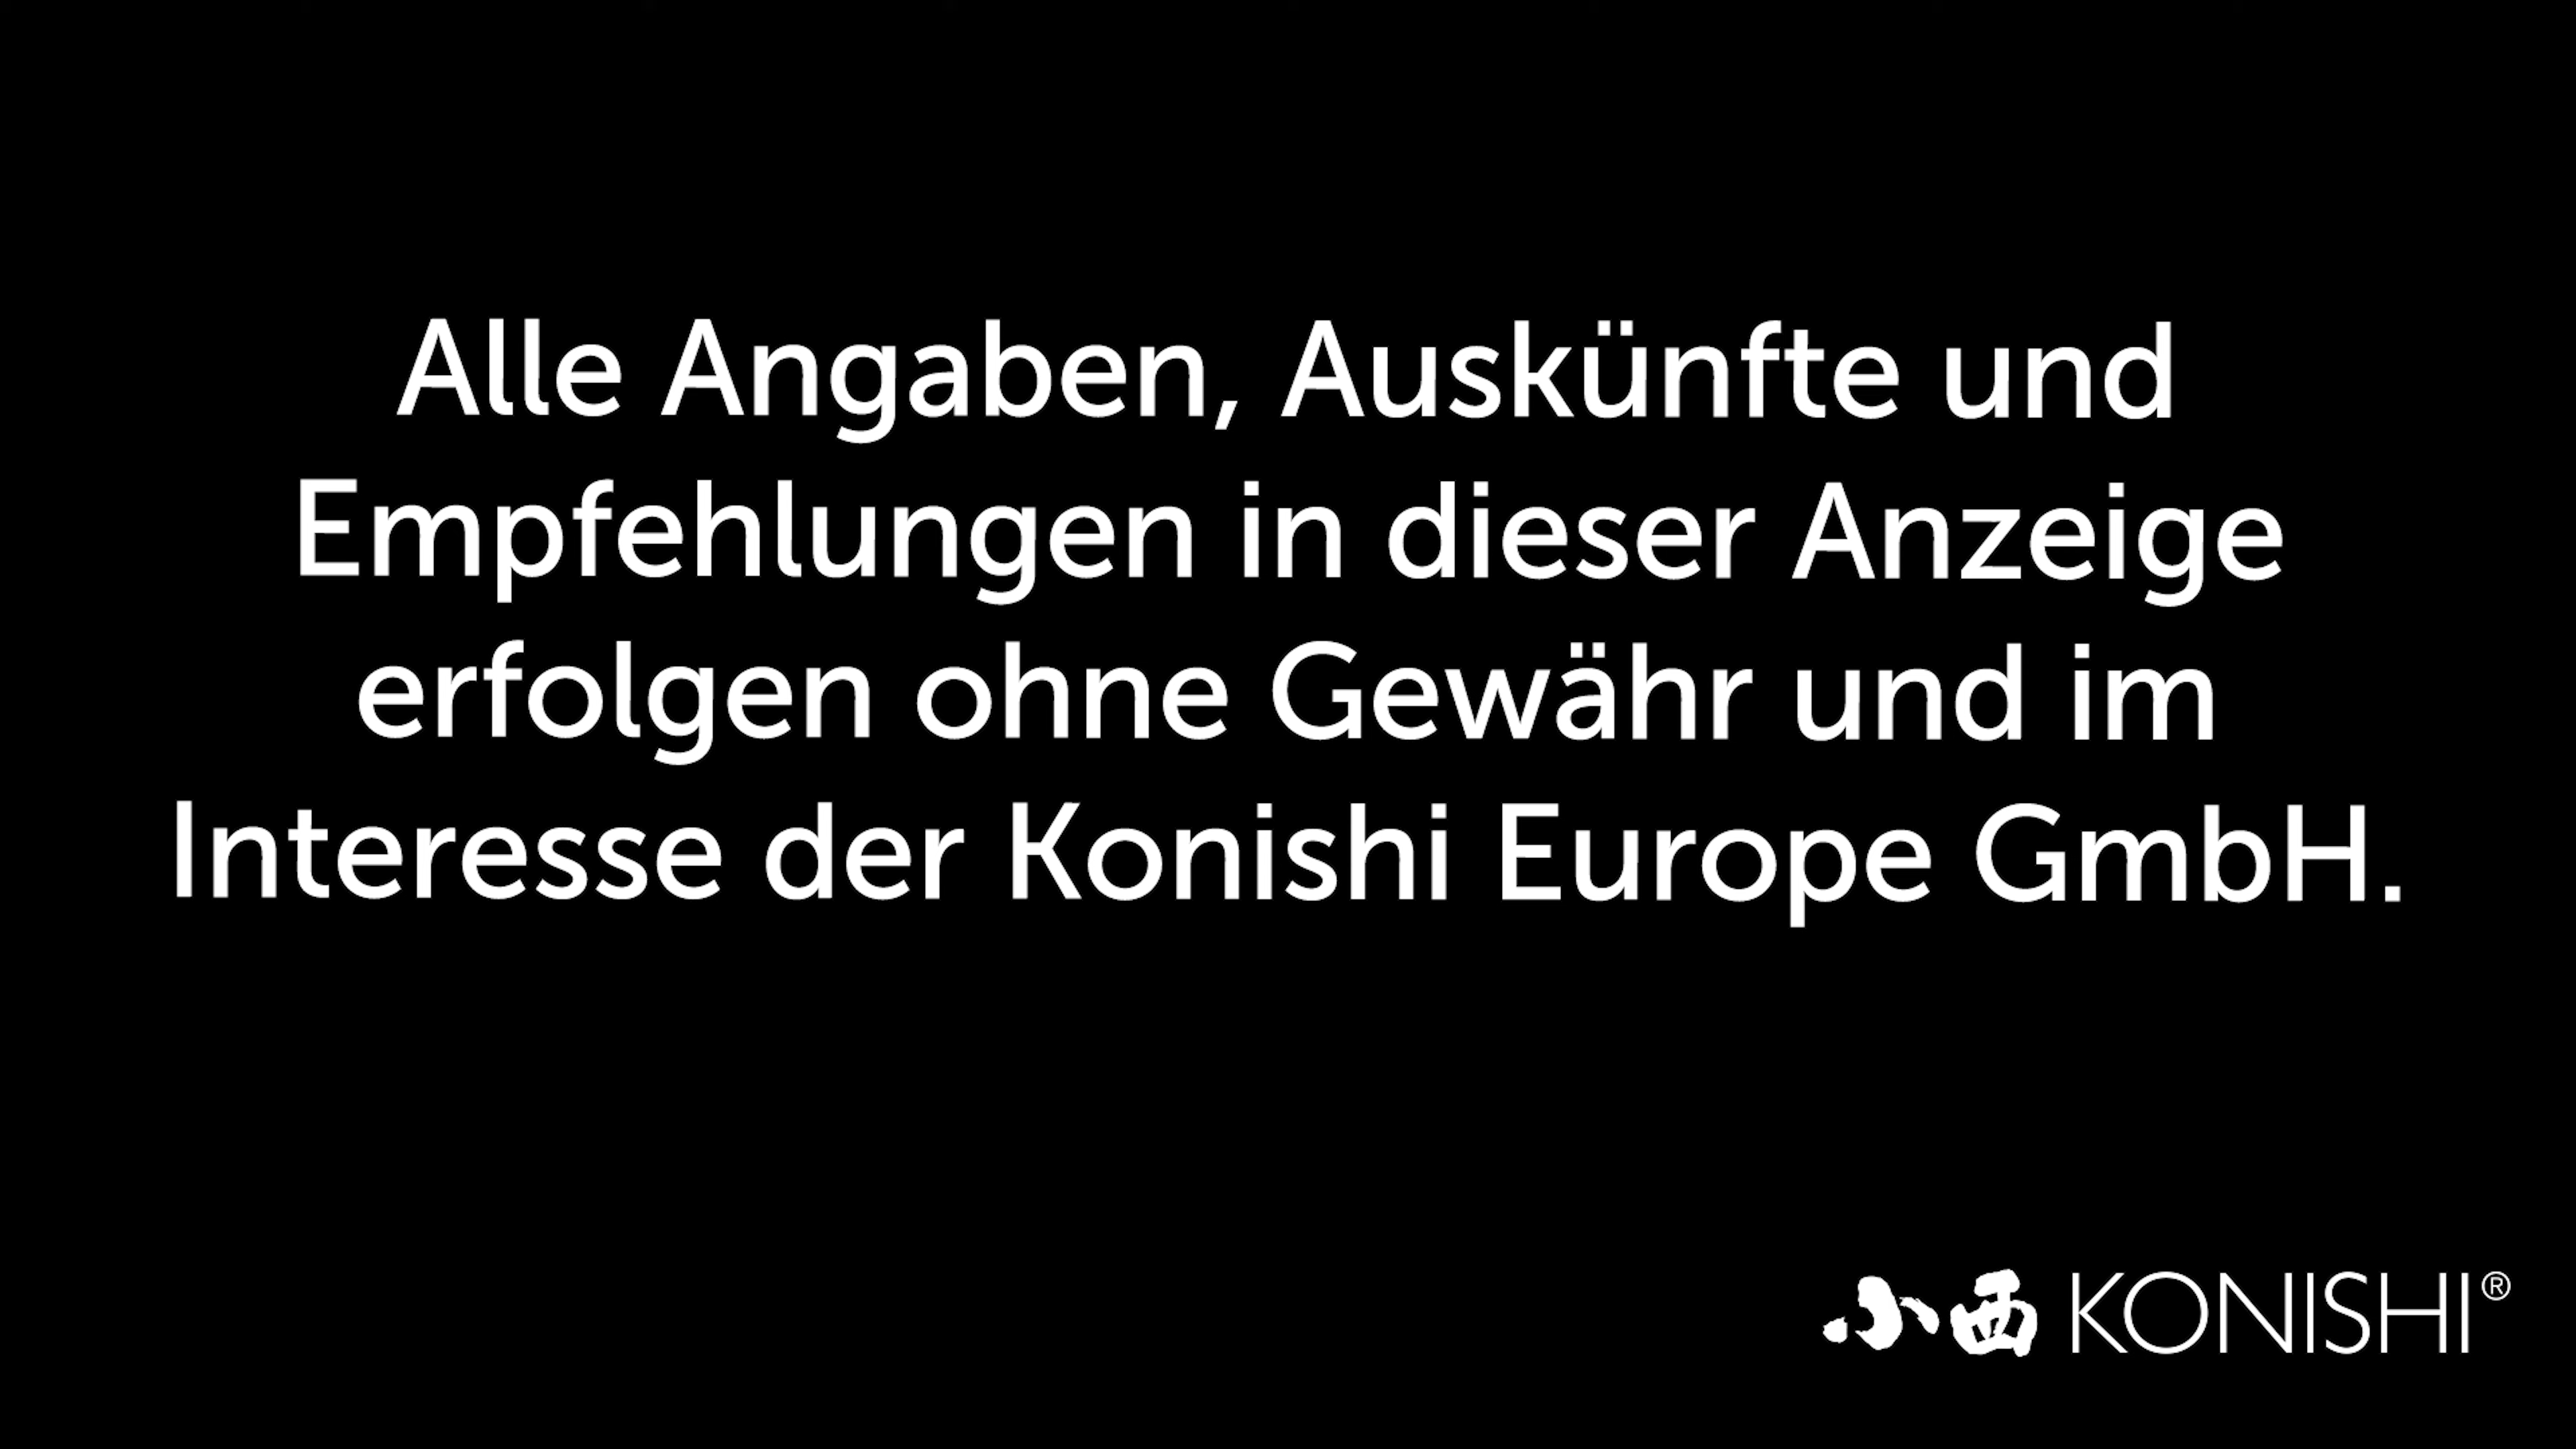 Alle Angaben, Auskünfte und
Empfehlungen in dieser Anzeige
erfolgen ohne Gewähr und im
Interesse der Konishi Europe GmbH.
小西 KONISHI®